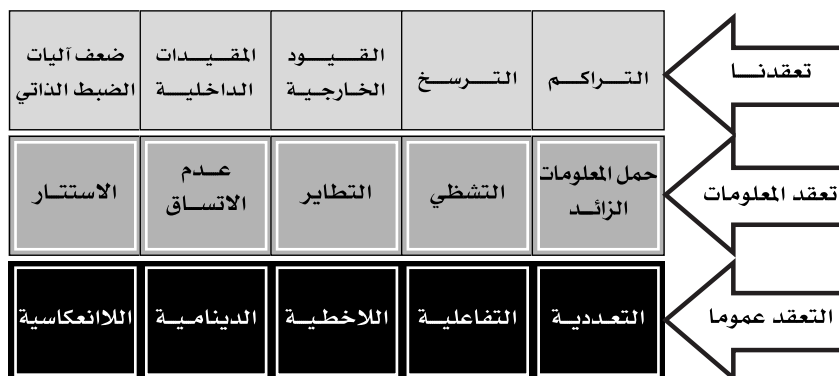 تعقدنا
التراكم
الترسخ
القيود
الخارجية
المقيدات
الداخلية
ضعف آليات
الضبط الذاتي
تعقد المعلومات
حمل المعلومات
الزائد
التشظي
التطاير
عدم
الاتساق
الاستتار
التعقد عموما
التعددية
التفاعلية
اللاخطية
الدينامية
اللاانعكاسية